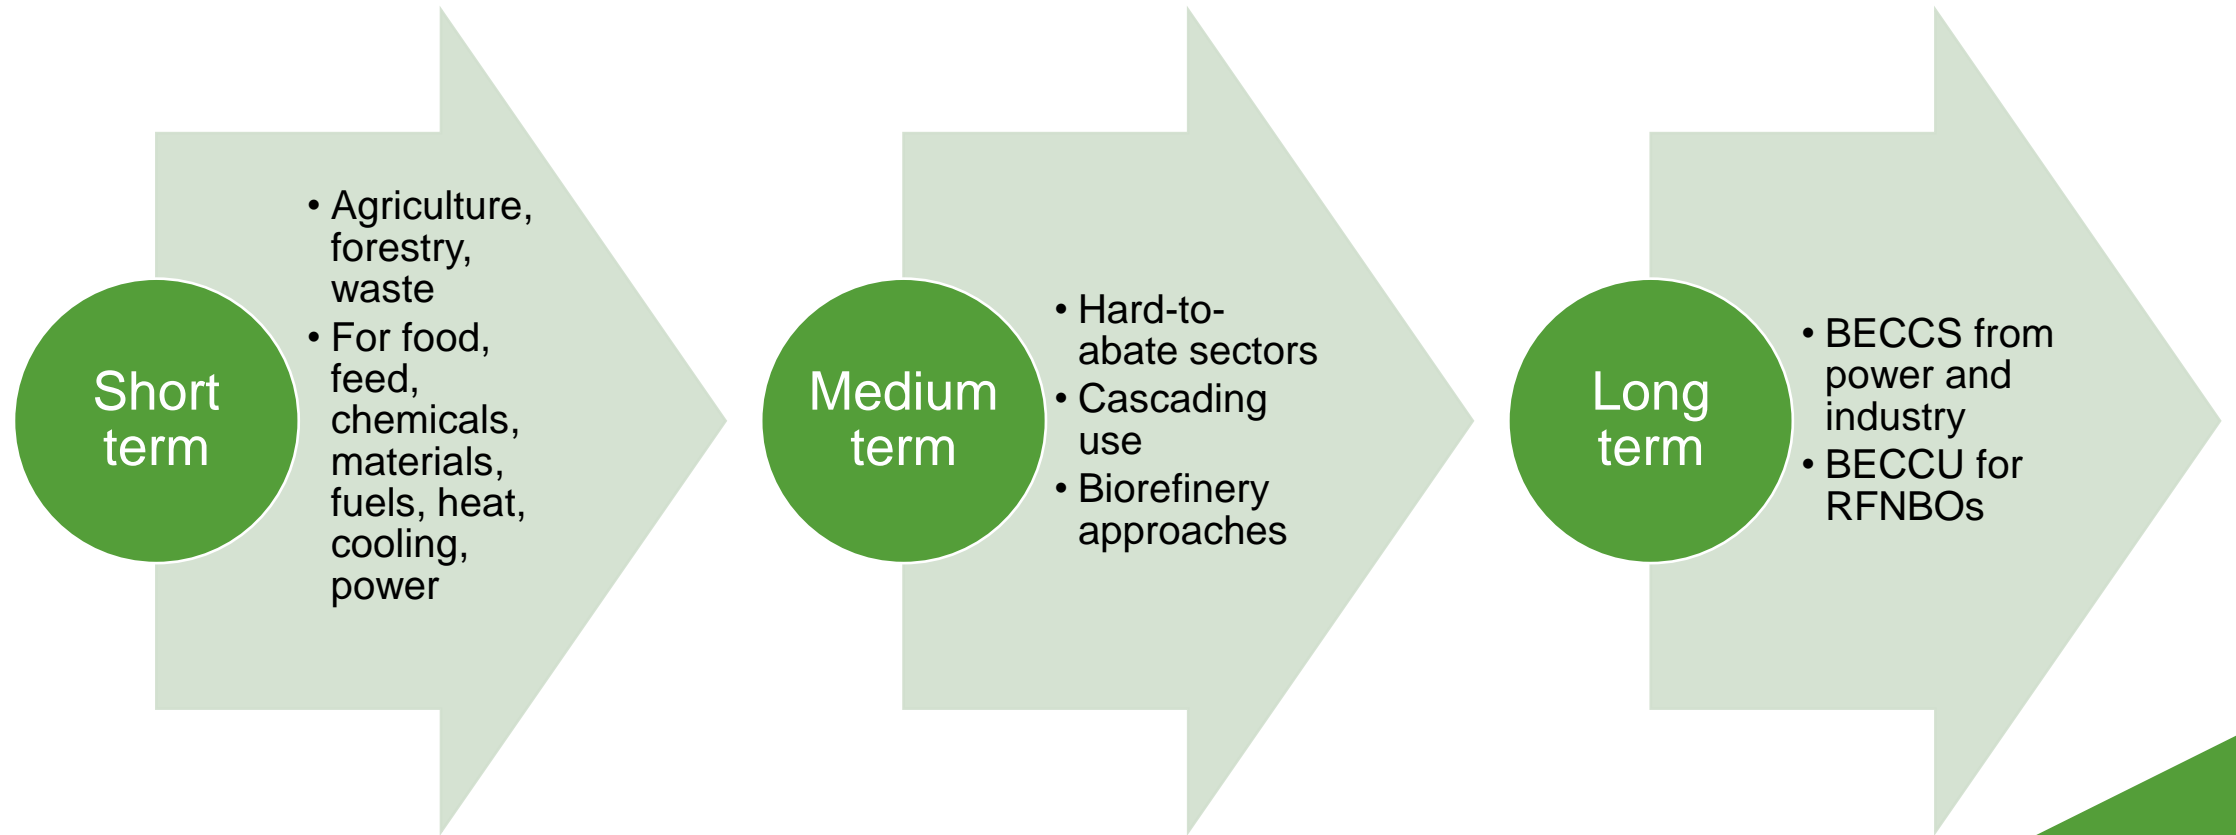 Short
term
• Agriculture,
forestry,
waste
• For food,
feed,
chemicals,
materials,
fuels, heat,
cooling,
power
Medium
term
• Hard-to-
abate sectors
• Cascading
use
• Biorefinery
approaches
Long
term
• BECCS from
power and
industry
• BECCU for
RFNBOs